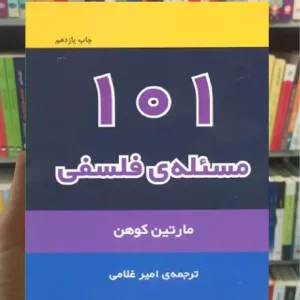 چاپ یازدهم
۱۰۱
مسئله‌ی فلسفی
مارتین کوهن
ترجمه‌ی امیر غلامی